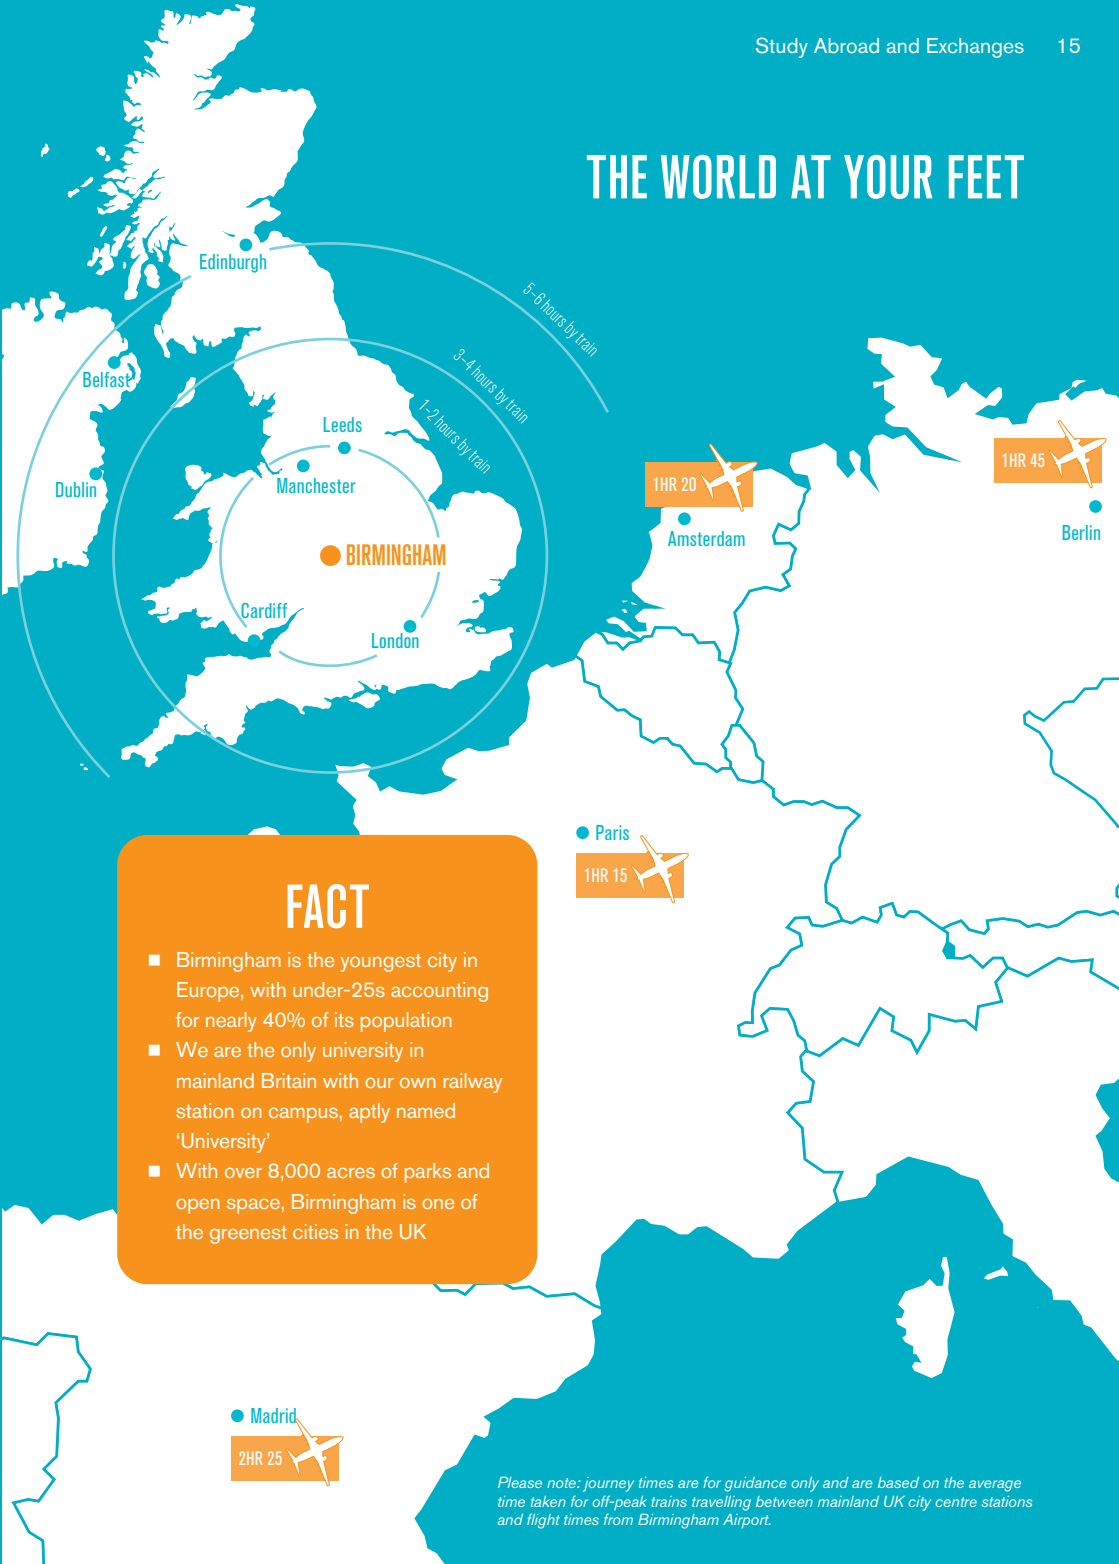 Study Abroad and Exchanges 15
THE WORLD AT YOUR FEET
Edinburgh
5–6 hours by train
3–4 hours by train
1–2 hours by train
Belfast
Leeds
Dublin
Manchester
BIRMINGHAM
Cardiff
London
1HR 20
Amsterdam
1HR 45
Berlin
Paris
1HR 15
FACT
■ Birmingham is the youngest city in
Europe, with under-25s accounting
for nearly 40% of its population
■ We are the only university in
mainland Britain with our own railway
station on campus, aptly named
‘University’
■ With over 8,000 acres of parks and
open space, Birmingham is one of
the greenest cities in the UK
Madrid
2HR 25
Please note: journey times are for guidance only and are based on the average
time taken for off-peak trains travelling between mainland UK city centre stations
and flight times from Birmingham Airport.